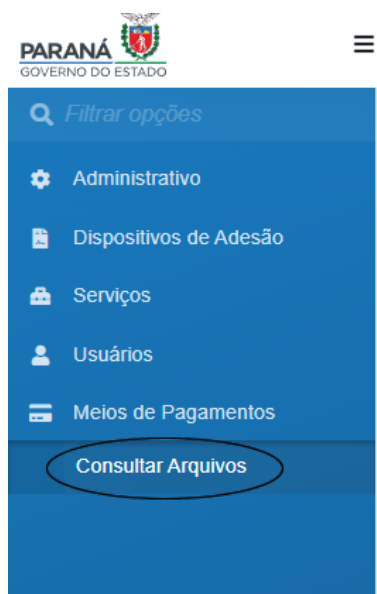 PARANÁ
GOVERNO DO ESTADO
Filtrar opções
Administrativo
Dispositivos de Adesão
Serviços
Usuários
Meios de Pagamentos
Consultar Arquivos